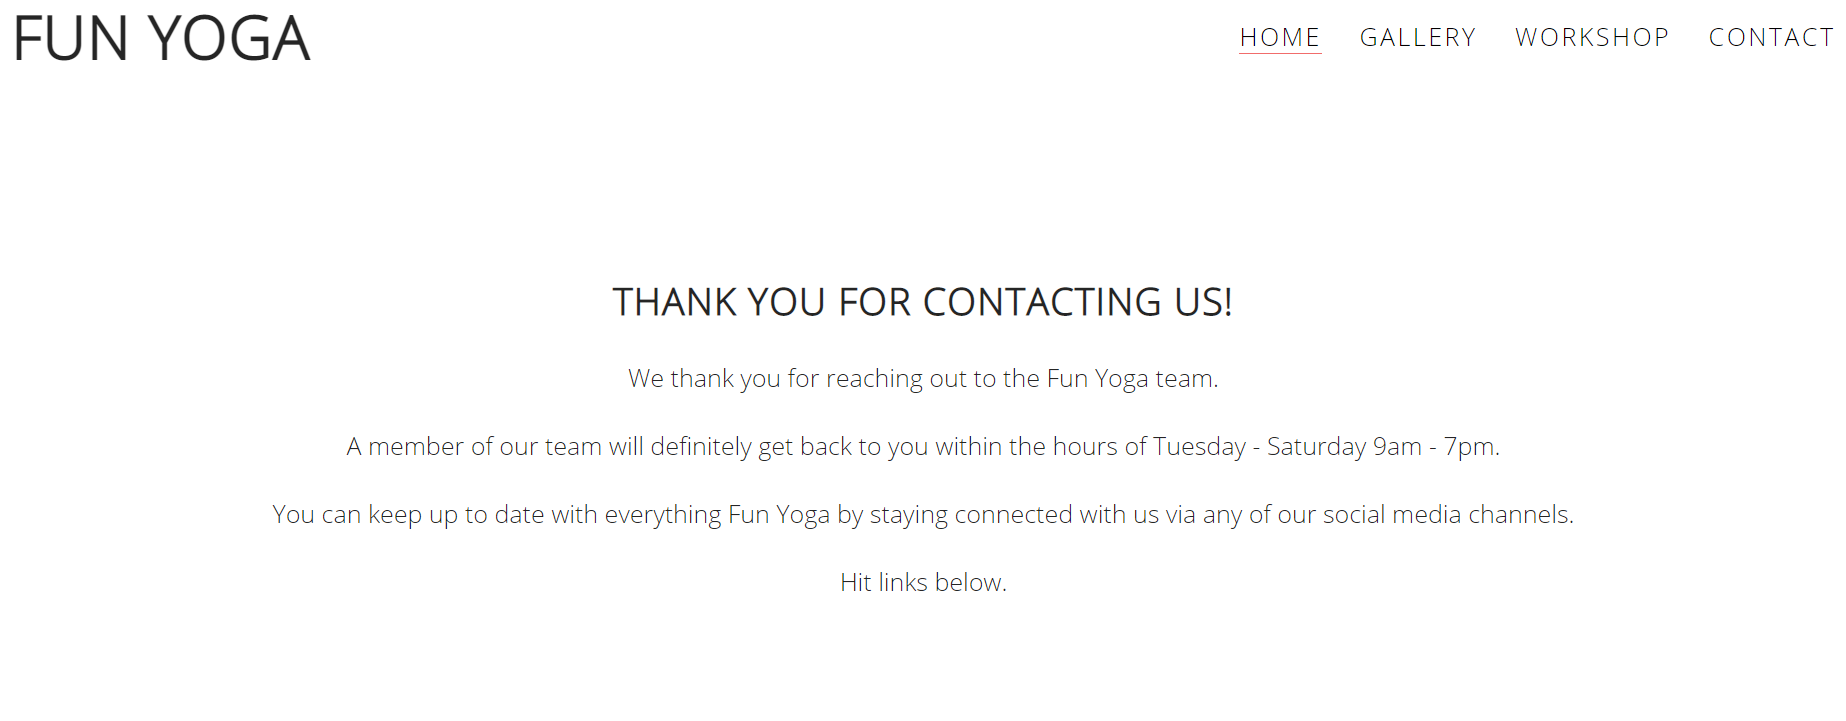 FUN YOGA
HOME GALLERY WORKSHOP CONTACT
THANK YOU FOR CONTACTING US!
We thank you for reaching out to the Fun Yoga team.
A member of our team will definitely get back to you within the hours of Tuesday - Saturday 9am - 7pm.
You can keep up to date with everything Fun Yoga by staying connected with us via any of our social media channels.
Hit links below.